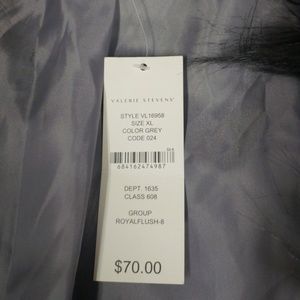 VALERIE STEVENS
STYLE VL16958
SIZE XL
COLOR GREY
CODE 024
684162474987
DEPT. 1635
CLASS 608
GROUP
ROYALFLUSH-8
$70.00